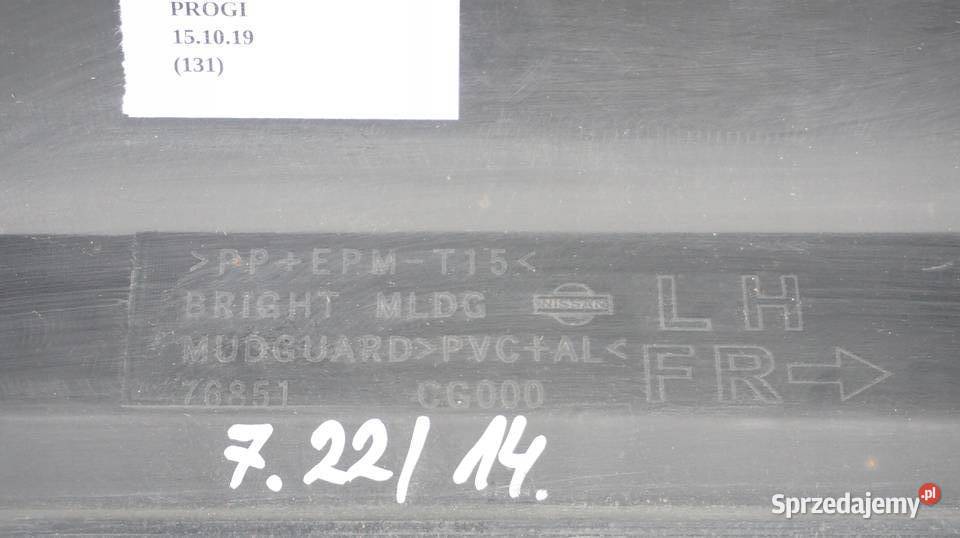 PROGI
15.10.19
(131)
>PP+EPM-T15<
BRIGHT MLDG NISSAN LH
MUDGUARD>PVC+AL< FR→
76851 CG000
7.22/14.
Sprzedajemy.pl